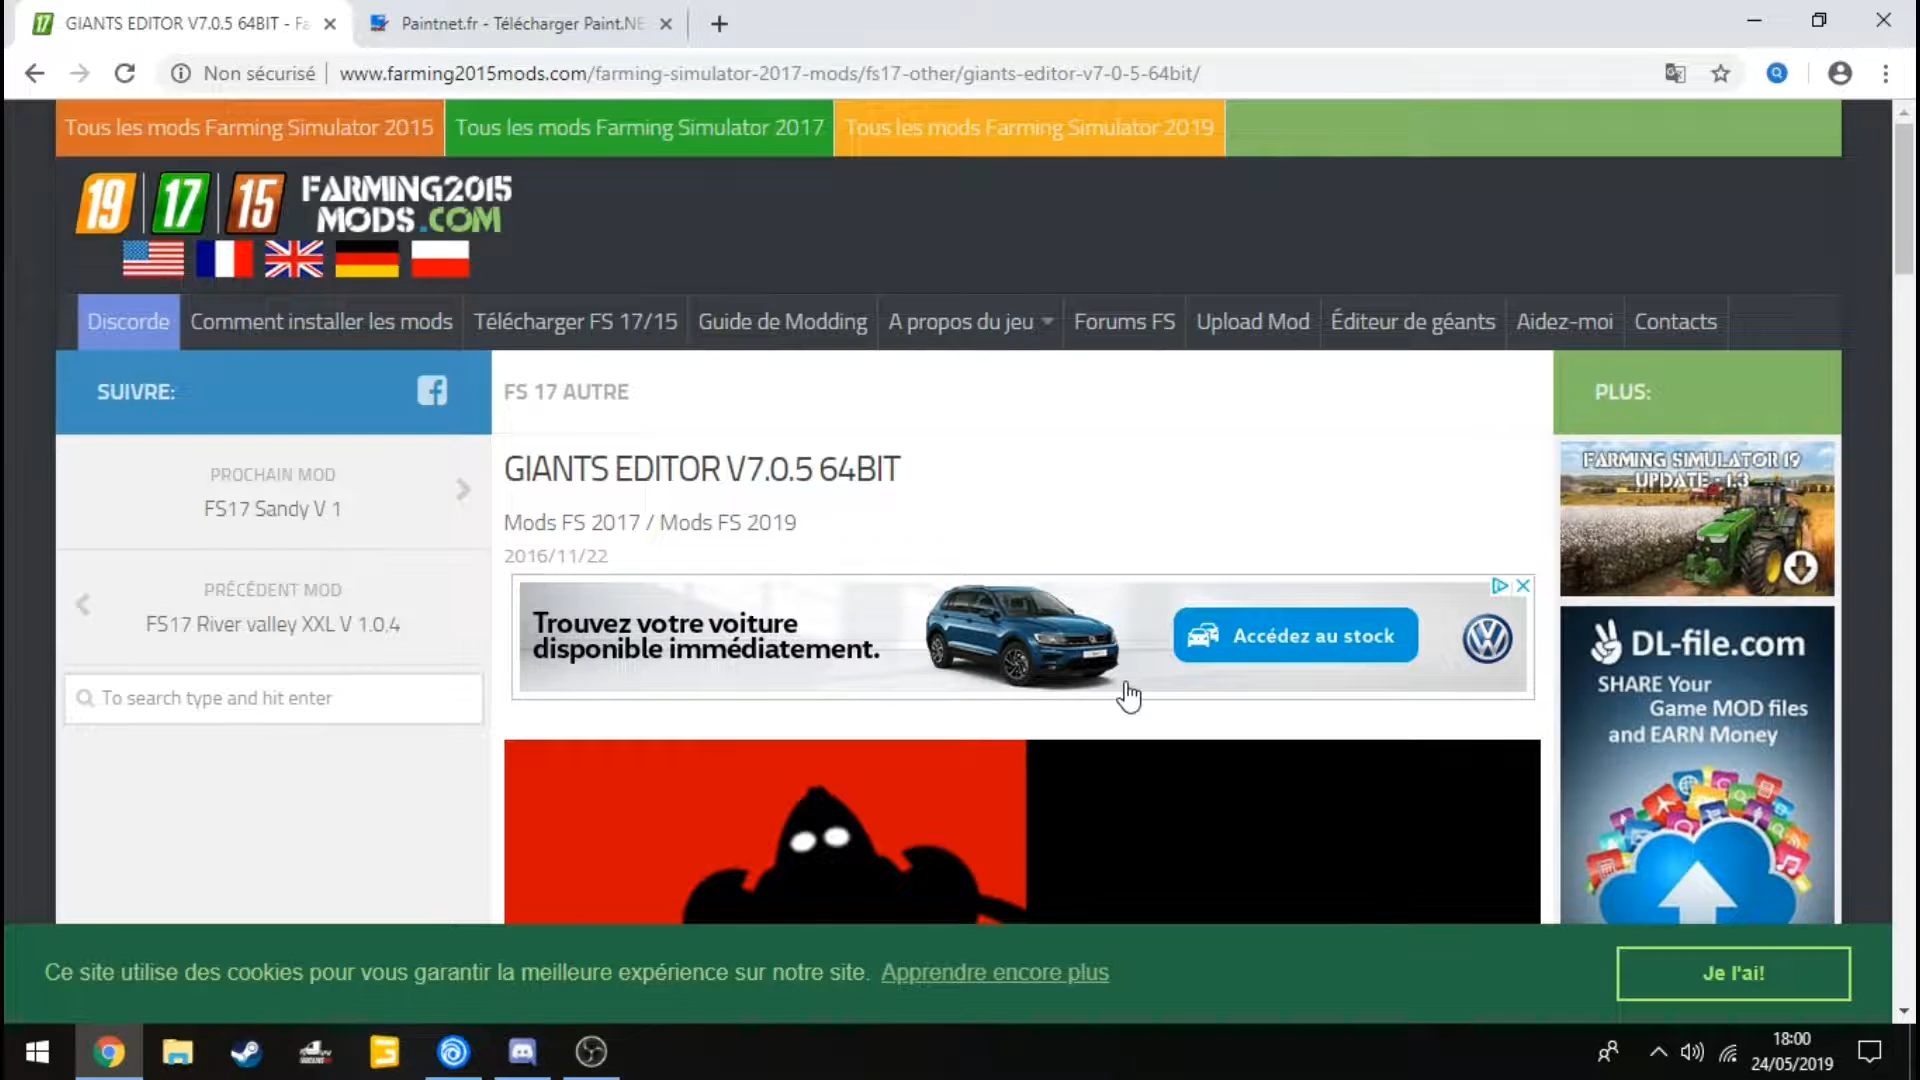 GIANTS EDITOR V7.0.5 64BIT - Fa
Paintnet.fr - Télécharger Paint.NE
Non sécurisé
www.farming2015mods.com/farming-simulator-2017-mods/fs17-other/giants-editor-v7-0-5-64bit/
Tous les mods Farming Simulator 2015
Tous les mods Farming Simulator 2017
Tous les mods Farming Simulator 2019
19 17 15 FARMING2015
MODS.COM
Discorde
Comment installer les mods
Télécharger FS 17/15
Guide de Modding
A propos du jeu
Forums FS
Upload Mod
Éditeur de géants
Aidez-moi
Contacts
SUIVRE:
FS 17 AUTRE
PLUS:
PROCHAIN MOD
FS17 Sandy V 1
PRÉCÉDENT MOD
FS17 River valley XXL V 1.0.4
To search type and hit enter
GIANTS EDITOR V7.0.5 64BIT
Mods FS 2017 / Mods FS 2019
2016/11/22
Trouvez votre voiture
disponible immédiatement.
Accédez au stock
FARMING SIMULATOR 19
UPDATE - 1.3
DL-file.com
SHARE Your
Game MOD files
and EARN Money
Ce site utilise des cookies pour vous garantir la meilleure expérience sur notre site. Apprendre encore plus
Je l'ai!
18:00
24/05/2019